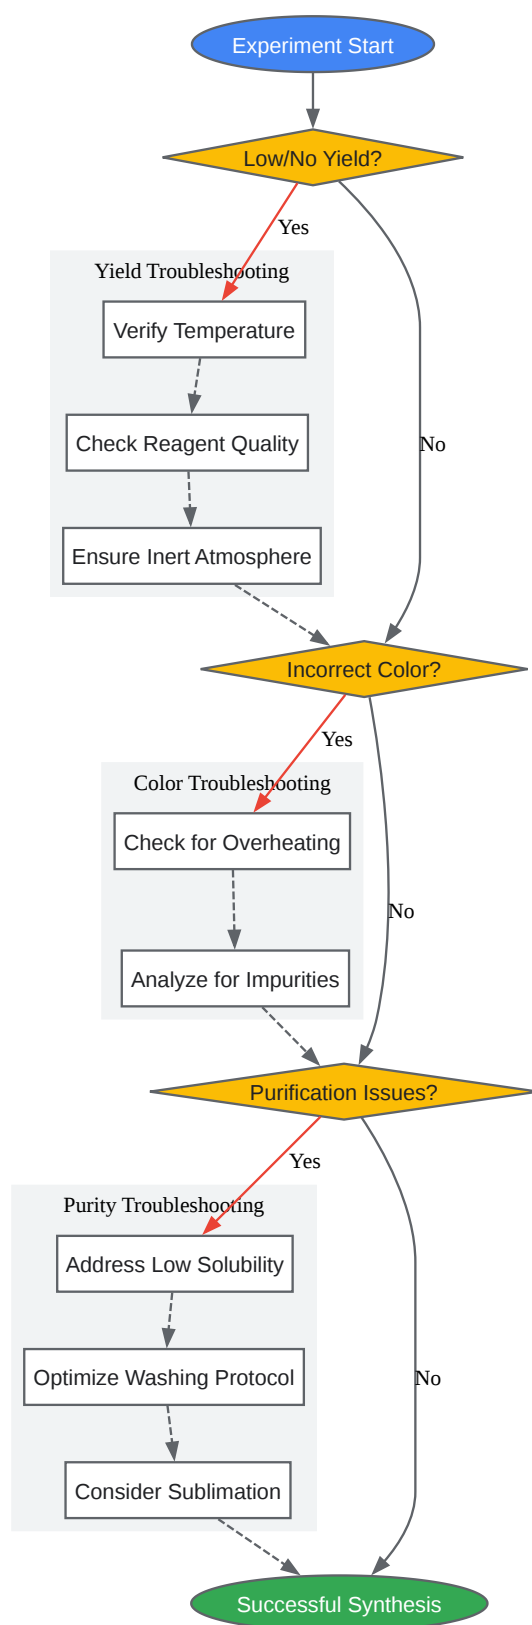 Experiment Start
Low/No Yield?
Yes
Yield Troubleshooting
Verify Temperature
Check Reagent Quality
No
Ensure Inert Atmosphere
Incorrect Color?
Yes
Color Troubleshooting
Check for Overheating
No
Analyze for Impurities
Purification Issues?
Yes
Purity Troubleshooting
Address Low Solubility
Optimize Washing Protocol
No
Consider Sublimation
Successful Synthesis